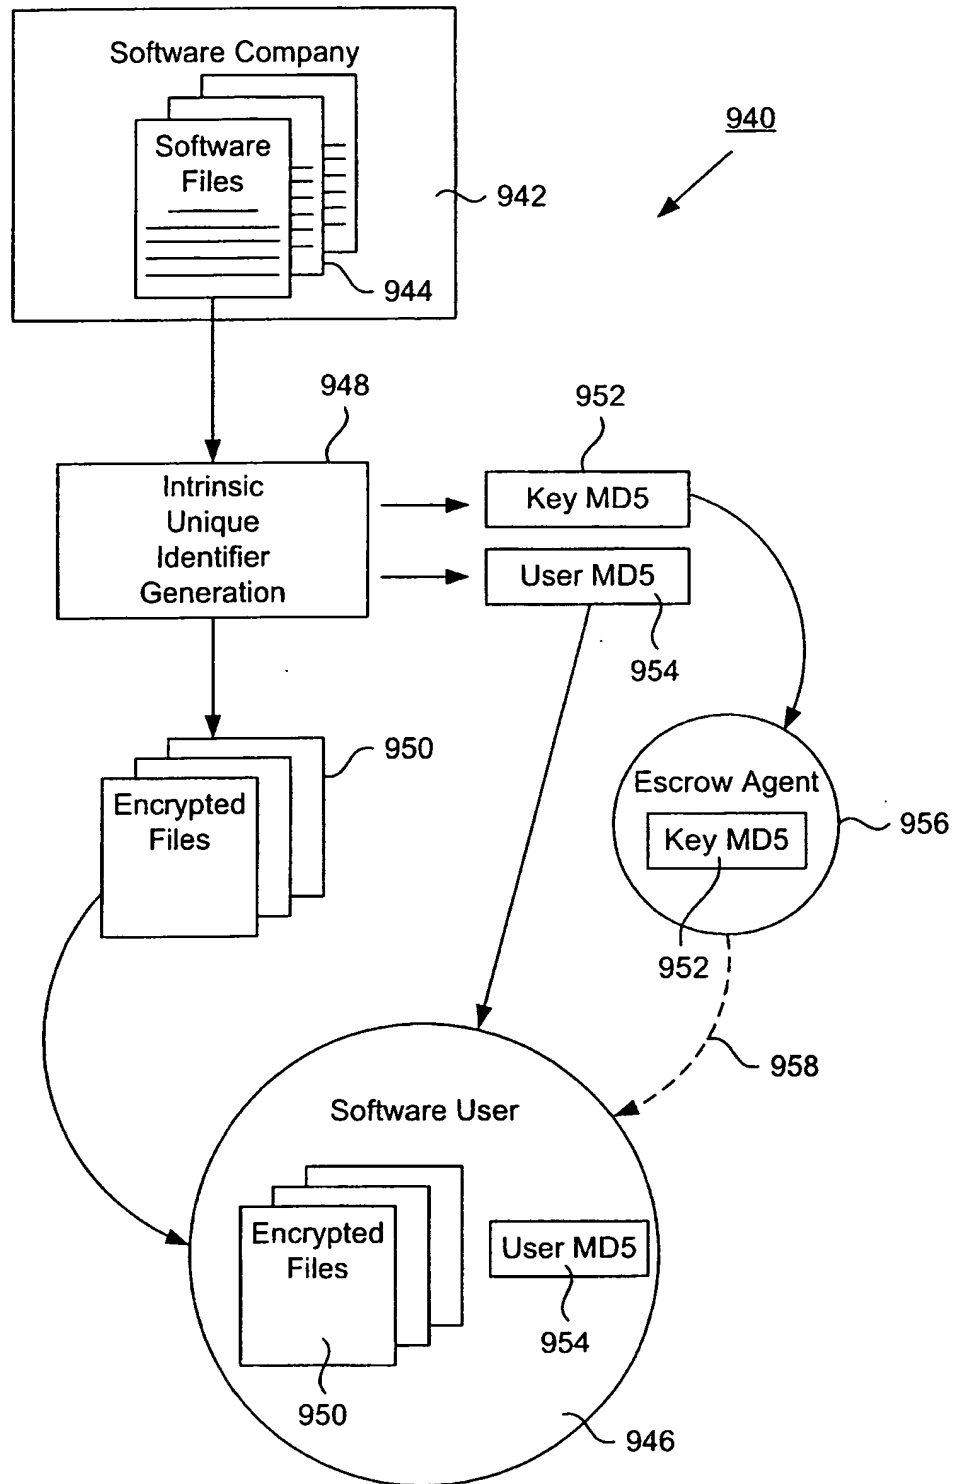 Software Company
Software
Files
940
942
944
948
952
Intrinsic
Unique
Identifier
Generation
Key MD5
User MD5
954
950
Encrypted
Files
Escrow Agent
Key MD5
956
952
958
Software User
Encrypted
Files
User MD5
954
950
946